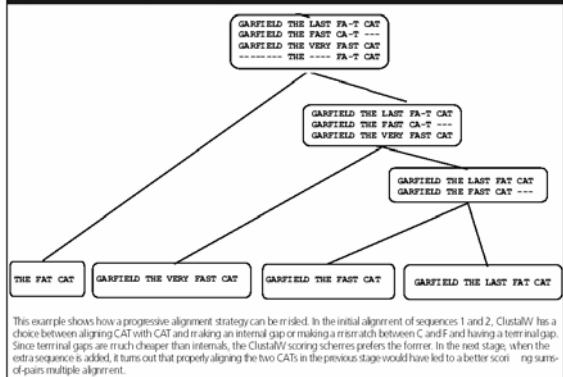 GARFIELD THE LAST FA-T CAT
GARFIELD THE FAST CA-T ---
GARFIELD THE VERY FAST CAT
-------- THE ---- FA-T CAT
GARFIELD THE LAST FA-T CAT
GARFIELD THE FAST CA-T ---
GARFIELD THE VERY FAST CAT
GARFIELD THE LAST FAT CAT
GARFIELD THE FAST CAT ---
THE FAT CAT
GARFIELD THE VERY FAST CAT
GARFIELD THE FAST CAT
GARFIELD THE LAST FAT CAT
This example shows how a progressive alignment strategy can be misled. In the initial alignment of sequences 1 and 2, ClustalW has a
choice between aligning CAT with CAT and making an internal gap or making a mismatch between C and F and having a terminal gap.
Since terminal gaps are much cheaper than internals, the ClustalW scoring schemes prefers the former. In the next stage, when the
extra sequence is added, it turns out that properly aligning the two CATs in the previous stage would have led to a better scori ng sums-
of-pairs multiple alignment.